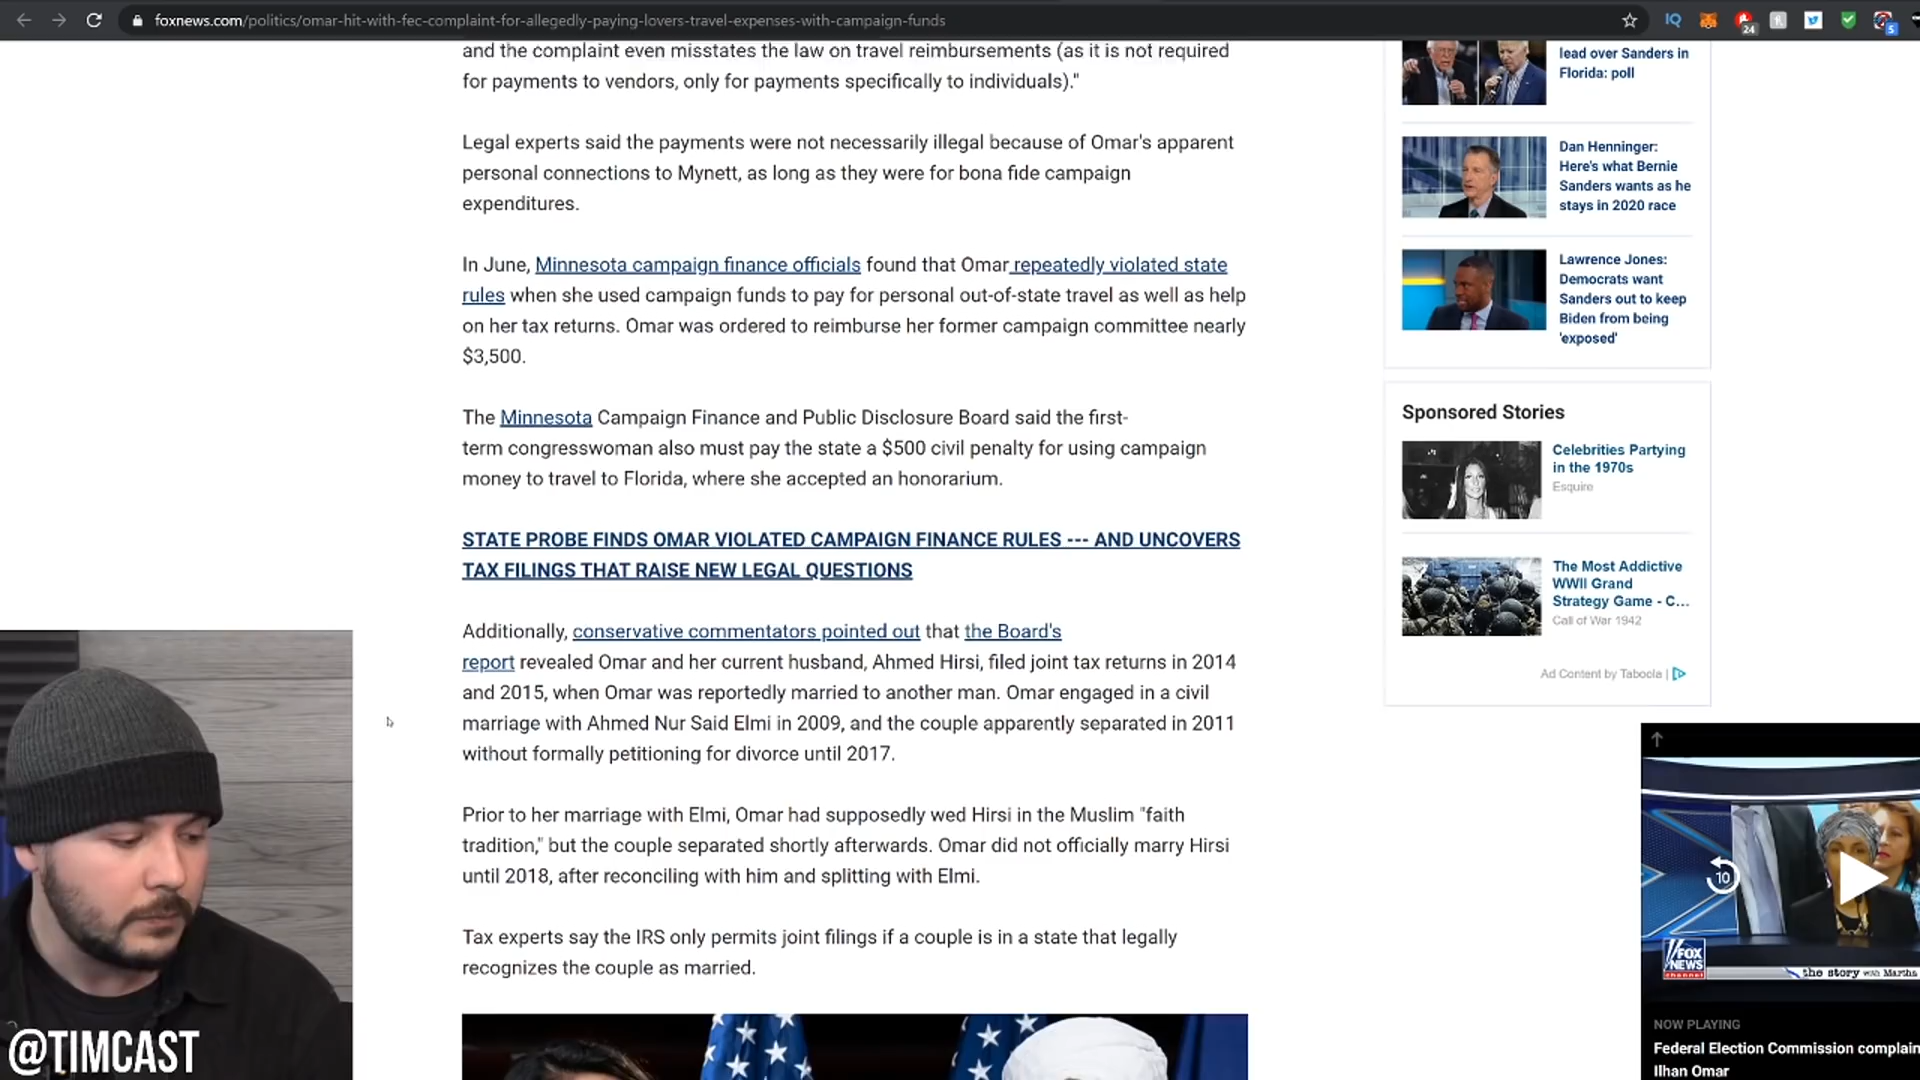 foxnews.com/politics/omar-hit-with-fec-complaint-for-allegedly-paying-lovers-travel-expenses-with-campaign-funds
IQ
24
5
and the complaint even misstates the law on travel reimbursements (as it is not required
for payments to vendors, only for payments specifically to individuals)."
Legal experts said the payments were not necessarily illegal because of Omar's apparent
personal connections to Mynett, as long as they were for bona fide campaign
expenditures.
In June, Minnesota campaign finance officials found that Omar repeatedly violated state
rules when she used campaign funds to pay for personal out-of-state travel as well as help
on her tax returns. Omar was ordered to reimburse her former campaign committee nearly
$3,500.
The Minnesota Campaign Finance and Public Disclosure Board said the first-
term congresswoman also must pay the state a $500 civil penalty for using campaign
money to travel to Florida, where she accepted an honorarium.
STATE PROBE FINDS OMAR VIOLATED CAMPAIGN FINANCE RULES --- AND UNCOVERS
TAX FILINGS THAT RAISE NEW LEGAL QUESTIONS
Additionally, conservative commentators pointed out that the Board's
report revealed Omar and her current husband, Ahmed Hirsi, filed joint tax returns in 2014
and 2015, when Omar was reportedly married to another man. Omar engaged in a civil
marriage with Ahmed Nur Said Elmi in 2009, and the couple apparently separated in 2011
without formally petitioning for divorce until 2017.
Prior to her marriage with Elmi, Omar had supposedly wed Hirsi in the Muslim "faith
tradition," but the couple separated shortly afterwards. Omar did not officially marry Hirsi
until 2018, after reconciling with him and splitting with Elmi.
Tax experts say the IRS only permits joint filings if a couple is in a state that legally
recognizes the couple as married.
lead over Sanders in
Florida: poll
Dan Henninger:
Here's what Bernie
Sanders wants as he
stays in 2020 race
Lawrence Jones:
Democrats want
Sanders out to keep
Biden from being
'exposed'
Sponsored Stories
Celebrities Partying
in the 1970s
Esquire
The Most Addictive
WWII Grand
Strategy Game - C...
Call of War 1942
Ad Content by Taboola
10
FOX
NEWS
channel
the story with Martha
NOW PLAYING
Federal Election Commission complain
Ilhan Omar
@TIMCAST